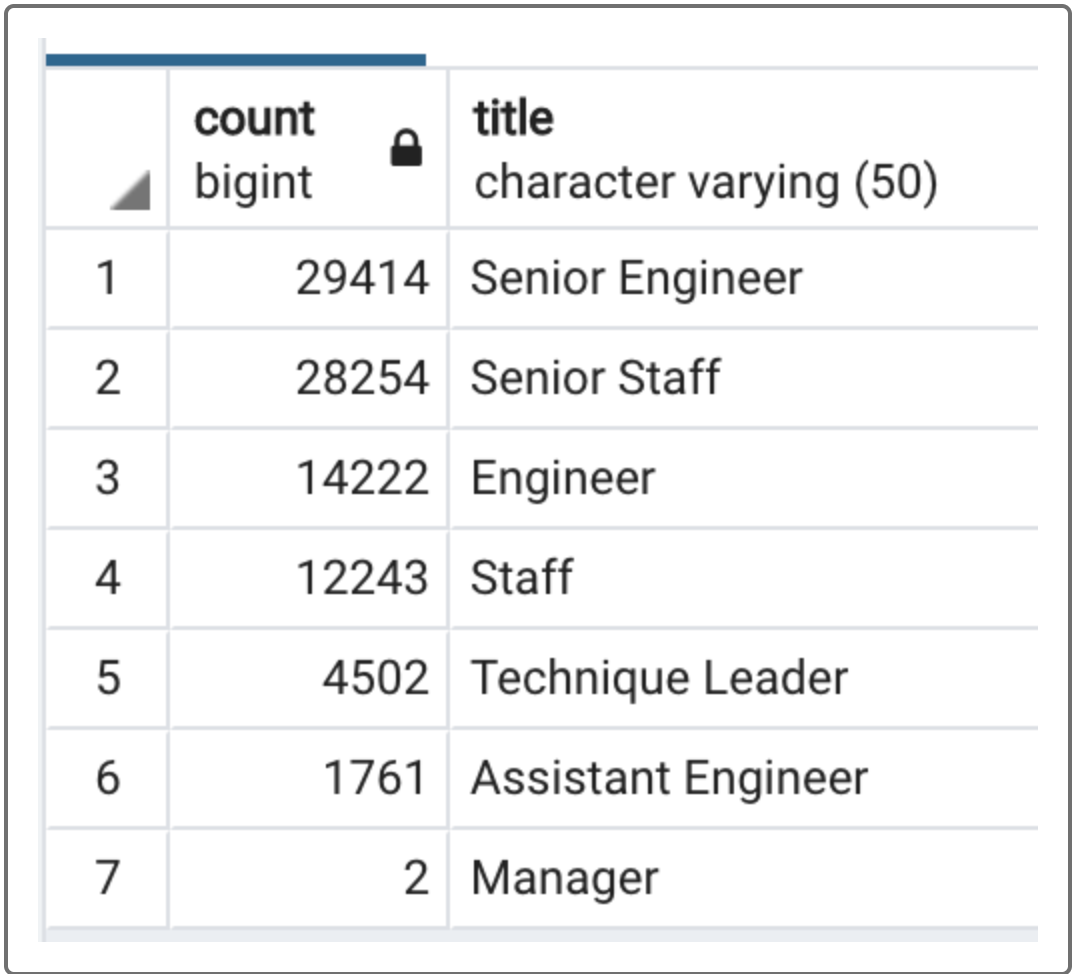 count title
bigint character varying (50)
1 29414 Senior Engineer
2 28254 Senior Staff
3 14222 Engineer
4 12243 Staff
5 4502 Technique Leader
6 1761 Assistant Engineer
7 2 Manager